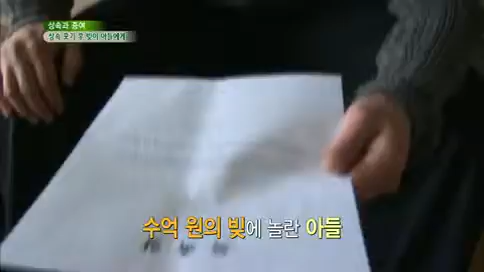 상속과 증여
상속 포기 후 빚이 아들에게
수억 원의 빚에 놀란 아들